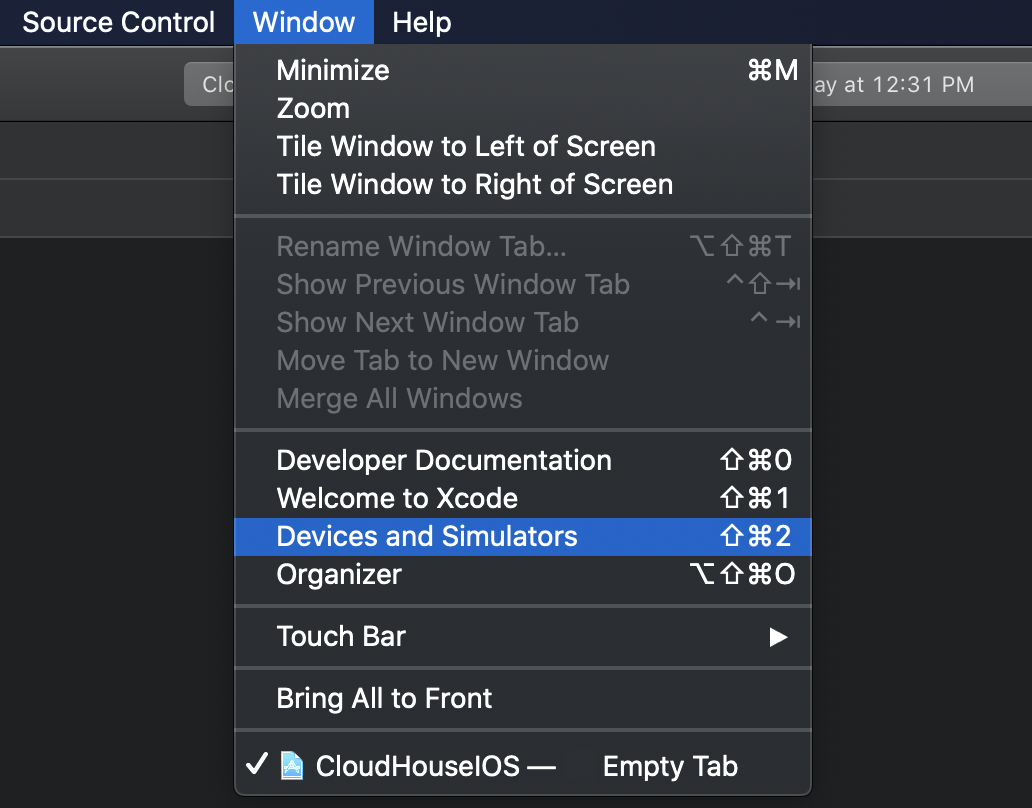 Source Control Window Help
Clo ay at 12:31 PM
Minimize ⌘M
Zoom
Tile Window to Left of Screen
Tile Window to Right of Screen
Rename Window Tab... ⌥⇧⌘T
Show Previous Window Tab ^⇧⇥
Show Next Window Tab ^⇥
Move Tab to New Window
Merge All Windows
Developer Documentation ⇧⌘0
Welcome to Xcode ⇧⌘1
Devices and Simulators ⇧⌘2
Organizer ⌥⇧⌘O
Touch Bar ▶
Bring All to Front
✓ CloudHouseIOS — Empty Tab